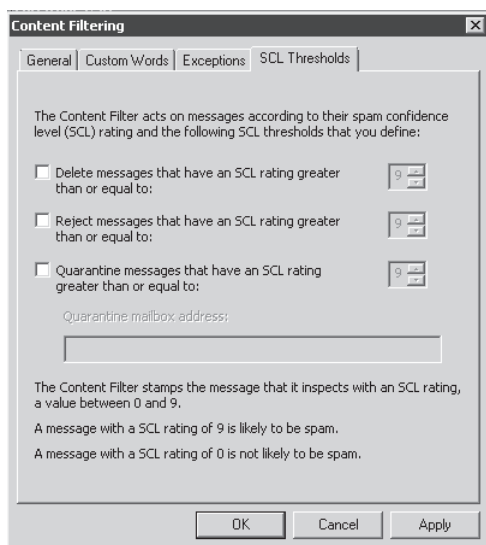 Content Filtering
General Custom Words Exceptions SCL Thresholds
The Content Filter acts on messages according to their spam confidence
level (SCL) rating and the following SCL thresholds that you define:
Delete messages that have an SCL rating greater
than or equal to:
9
Reject messages that have an SCL rating greater
than or equal to:
9
Quarantine messages that have an SCL rating
greater than or equal to:
9
Quarantine mailbox address:
The Content Filter stamps the message that it inspects with an SCL rating,
a value between 0 and 9.
A message with a SCL rating of 9 is likely to be spam.
A message with a SCL rating of 0 is not likely to be spam.
OK Cancel Apply